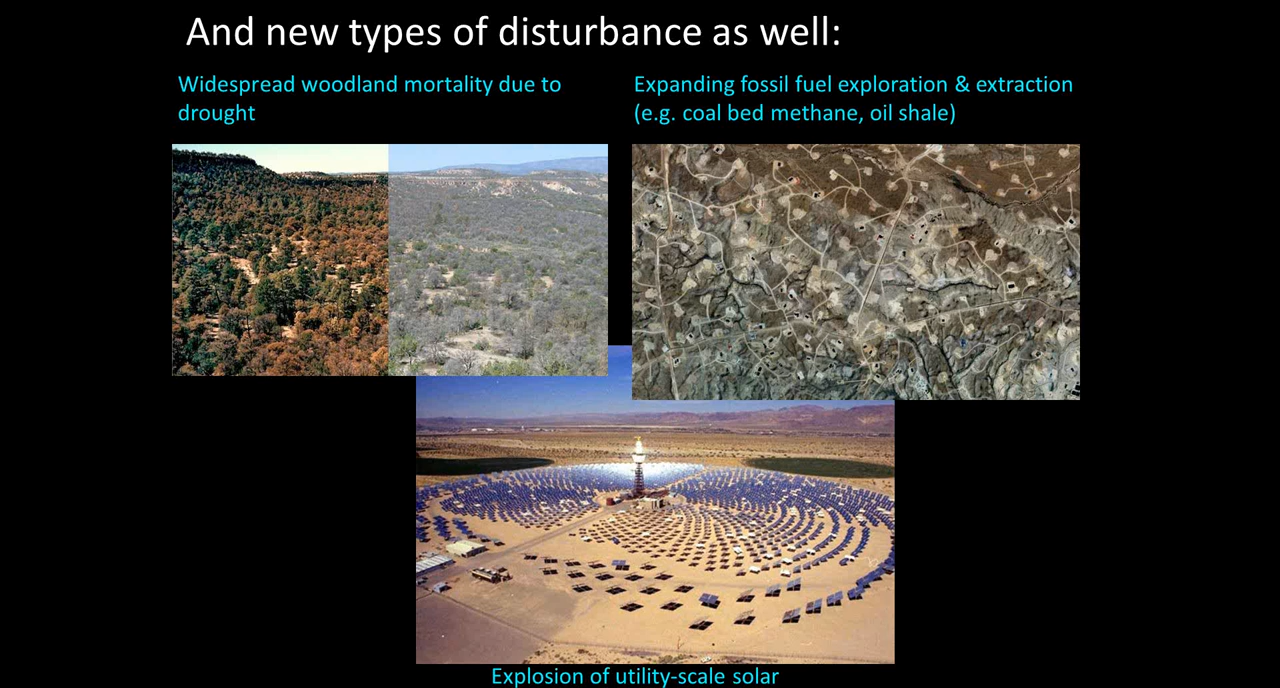 And new types of disturbance as well:
Widespread woodland mortality due to
drought
Expanding fossil fuel exploration & extraction
(e.g. coal bed methane, oil shale)
Explosion of utility-scale solar